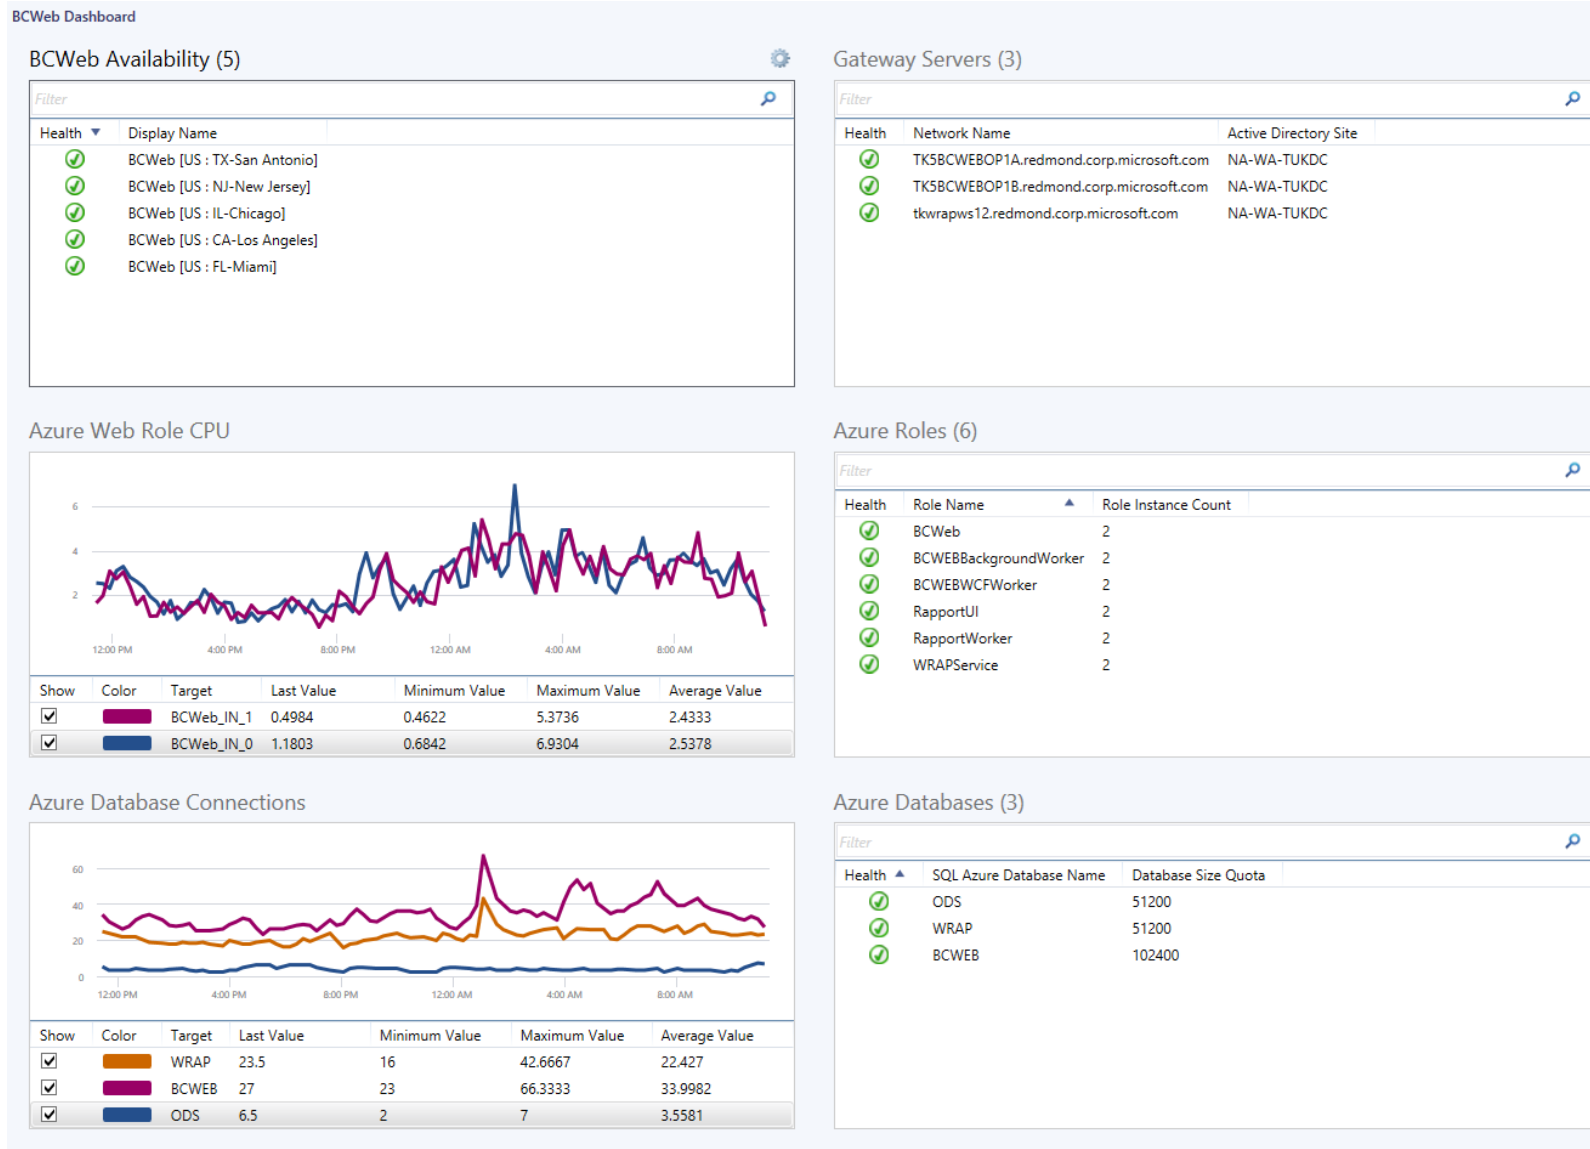 BCWeb Dashboard
BCWeb Availability (5)
Filter
Health Display Name
BCWeb [US : TX-San Antonio]
BCWeb [US : NJ-New Jersey]
BCWeb [US : IL-Chicago]
BCWeb [US : CA-Los Angeles]
BCWeb [US : FL-Miami]
Gateway Servers (3)
Filter
Health Network Name Active Directory Site
TK5BCWEBOP1A.redmond.corp.microsoft.com NA-WA-TUKDC
TK5BCWEBOP1B.redmond.corp.microsoft.com NA-WA-TUKDC
tkwrapws12.redmond.corp.microsoft.com NA-WA-TUKDC
Azure Web Role CPU
6
4
2
12:00 PM 4:00 PM 8:00 PM 12:00 AM 4:00 AM 8:00 AM
Show Color Target Last Value Minimum Value Maximum Value Average Value
BCWeb_IN_1 0.4984 0.4622 5.3736 2.4333
BCWeb_IN_0 1.1803 0.6842 6.9304 2.5378
Azure Roles (6)
Filter
Health Role Name Role Instance Count
BCWeb 2
BCWEBBackgroundWorker 2
BCWEBWCFWorker 2
RapportUI 2
RapportWorker 2
WRAPService 2
Azure Database Connections
60
40
20
0
12:00 PM 4:00 PM 8:00 PM 12:00 AM 4:00 AM 8:00 AM
Show Color Target Last Value Minimum Value Maximum Value Average Value
WRAP 23.5 16 42.6667 22.427
BCWEB 27 23 66.3333 33.9982
ODS 6.5 2 7 3.5581
Azure Databases (3)
Filter
Health SQL Azure Database Name Database Size Quota
ODS 51200
WRAP 51200
BCWEB 102400